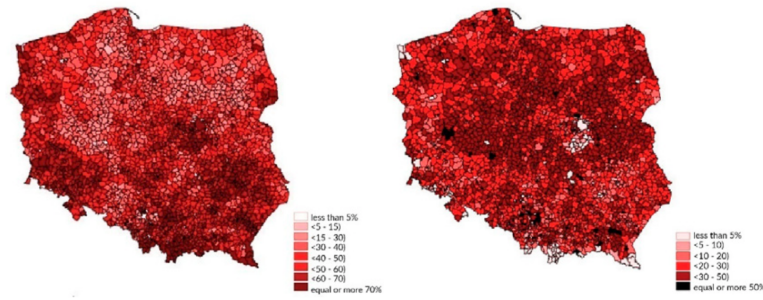 less than 5%
<5 - 15)
<15 - 30)
<30 - 40)
<40 - 50)
<50 - 60)
<60 - 70)
equal or more 70%
less than 5%
<5 - 10)
<10 - 20)
<20 - 30)
<30 - 50)
equal or more 50%